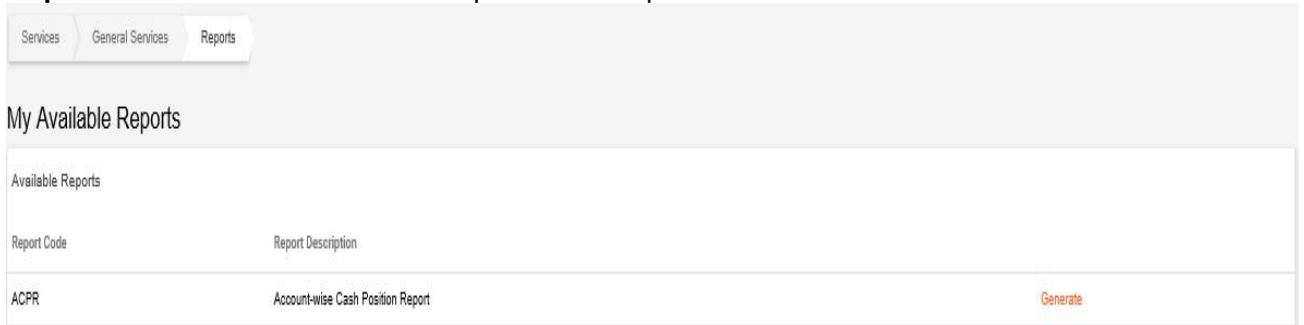 Services General Services Reports
My Available Reports
Available Reports
Report Code Report Description
ACPR Account-wise Cash Position Report Generate